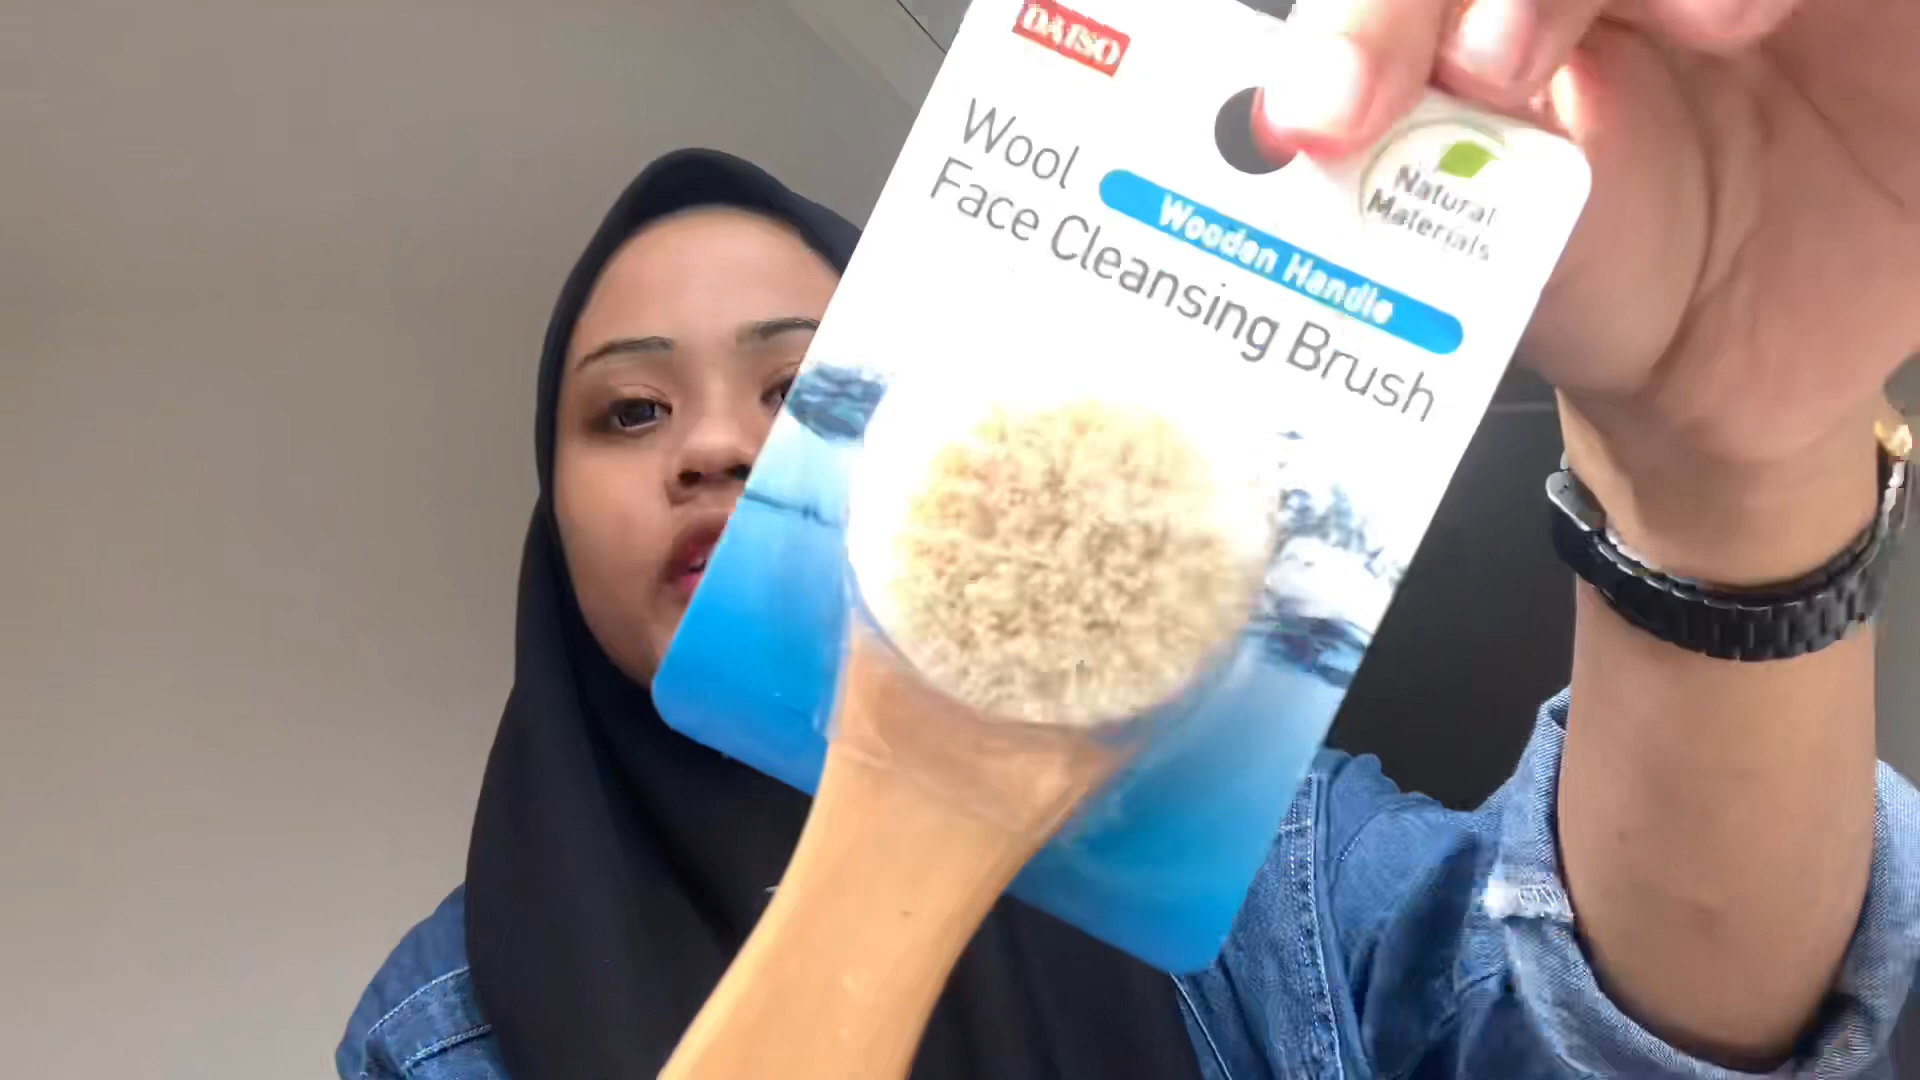 DAISO
Wool
Wooden Handle
Face Cleansing Brush
Natural
Materials